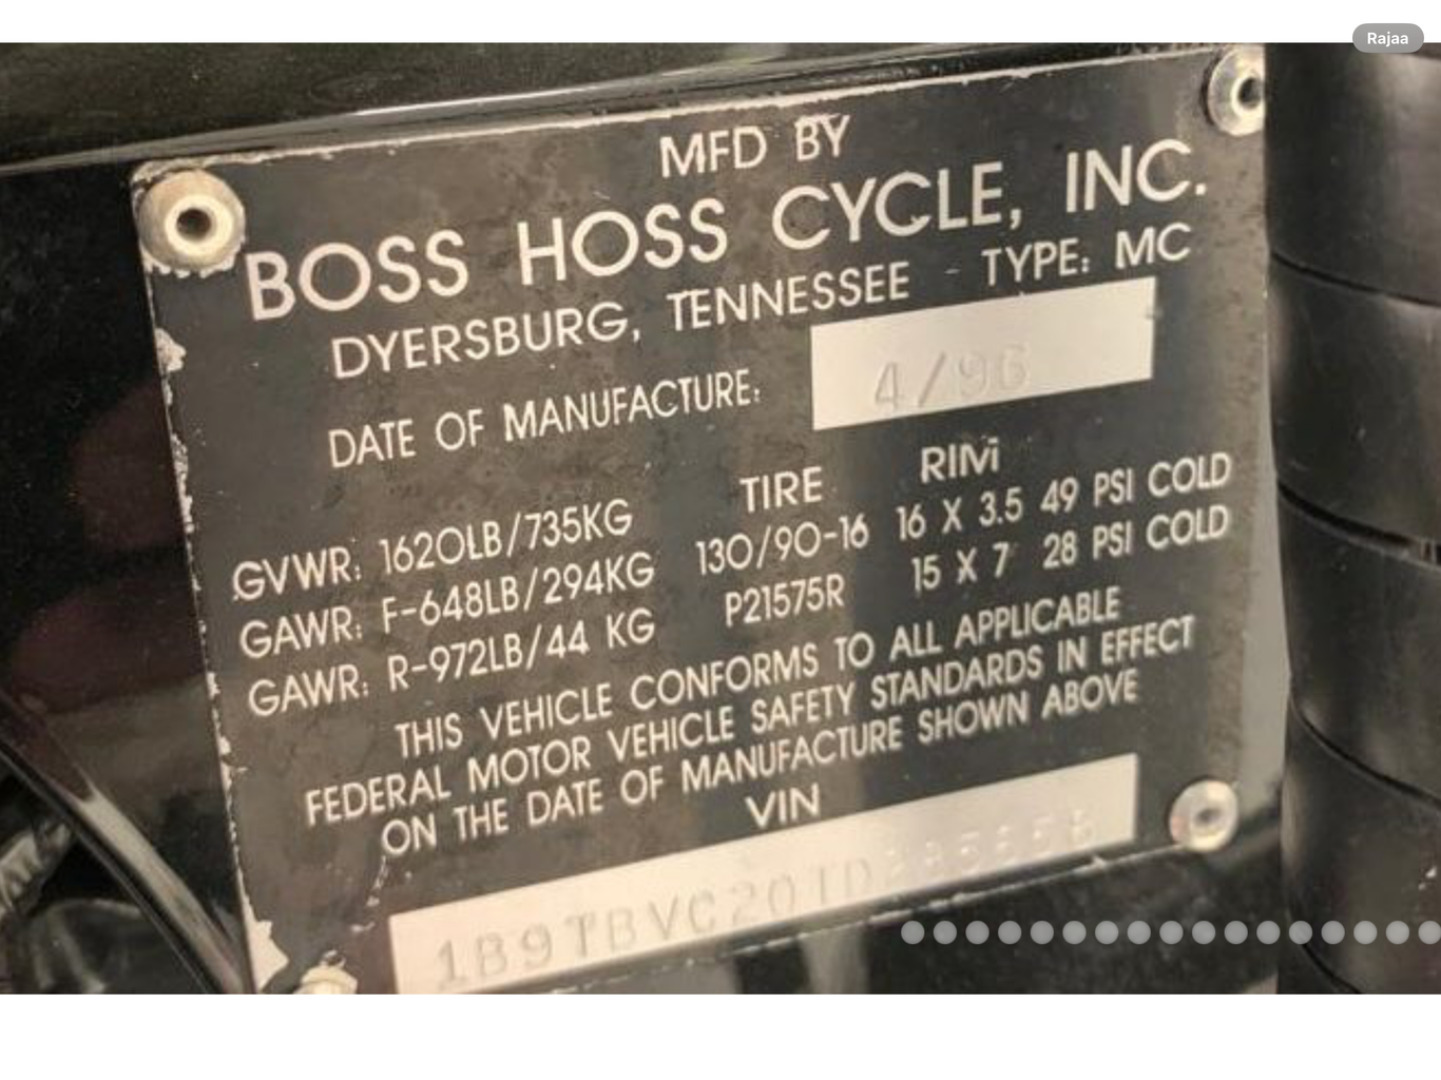 Rajaa
MFD BY
BOSS HOSS CYCLE, INC.
DYERSBURG, TENNESSEE - TYPE: MC
DATE OF MANUFACTURE: 4/96
TIRE RIM
GVWR: 1620LB/735KG
GAWR: F-648LB/294KG 130/90-16 16 X 3.5 49 PSI COLD
GAWR: R-972LB/44 KG P21575R 15 X 7 28 PSI COLD
THIS VEHICLE CONFORMS TO ALL APPLICABLE
FEDERAL MOTOR VEHICLE SAFETY STANDARDS IN EFFECT
ON THE DATE OF MANUFACTURE SHOWN ABOVE
VIN